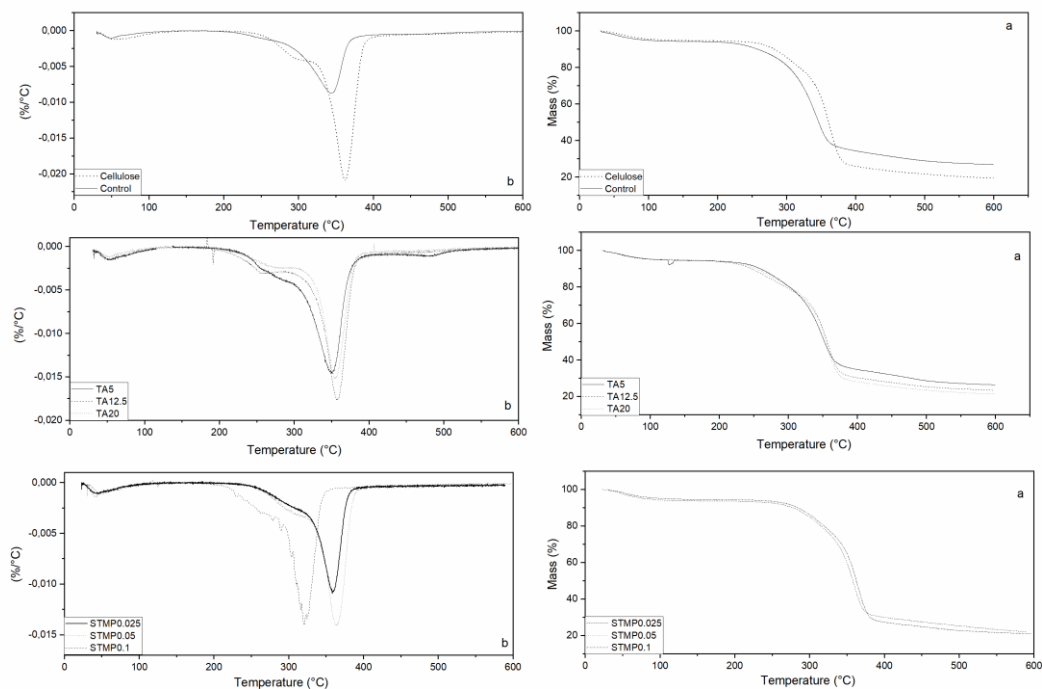 0,000
-0,005
-0,010
-0,015
-0,020
(%/°C)
Cellulose
Control
b
0 100 200 300 400 500 600
Temperature (°C)
100
80
60
40
20
Mass (%)
a
Celulose
Control
0 100 200 300 400 500 600
Temperature (°C)
0,000
-0,005
-0,010
-0,015
-0,020
(%/°C)
TA5
TA12.5
TA20
b
0 100 200 300 400 500 600
Temperature (°C)
100
80
60
40
20
Mass (%)
a
TA5
TA12.5
TA20
0 100 200 300 400 500 600
Temperature (°C)
0,000
-0,005
-0,010
-0,015
(%/°C)
STMP0.025
STMP0.05
STMP0.1
b
0 100 200 300 400 500 600
Temperature (°C)
100
80
60
40
20
Mass (%)
a
STMP0.025
STMP0.05
STMP0.1
0 100 200 300 400 500 600
Temperature (°C)